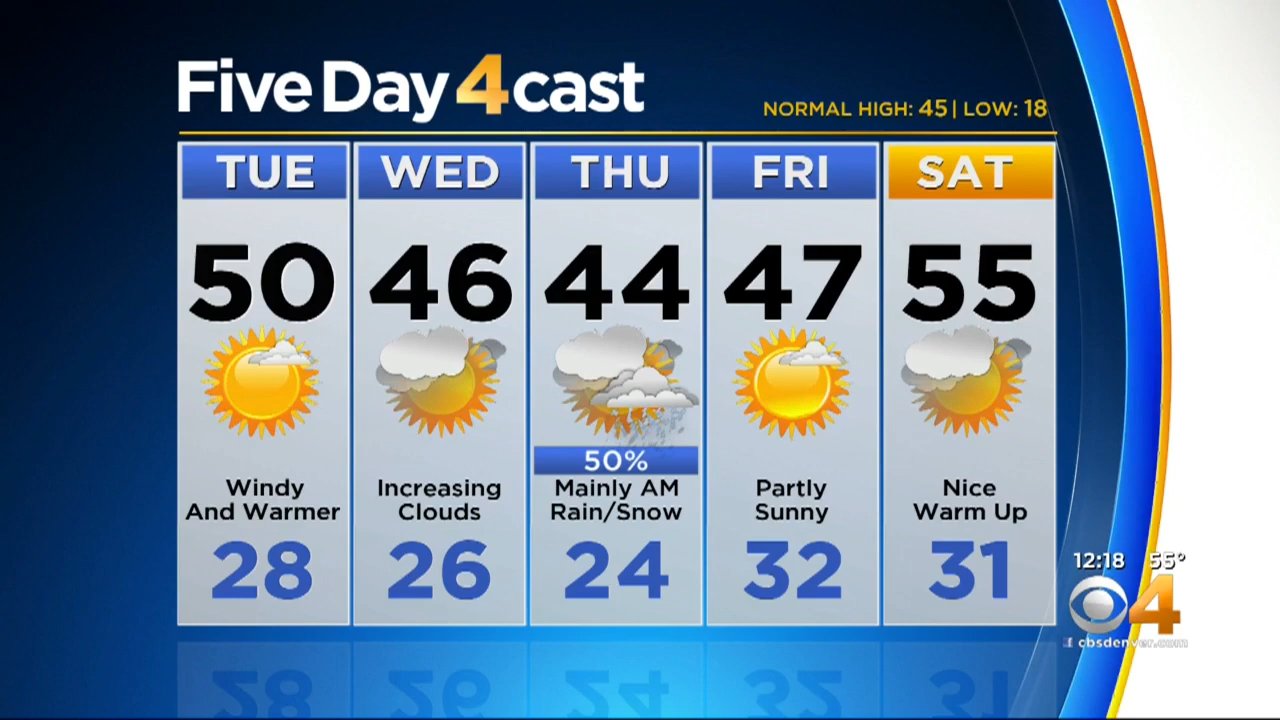 Five Day 4cast
NORMAL HIGH: 45 | LOW: 18
TUE WED THU FRI SAT
50 46 44 47 55
50%
Windy
And Warmer
Increasing
Clouds
Mainly AM
Rain/Snow
Partly
Sunny
Nice
Warm Up
28 26 24 32 31
12:18 55°
4
f cbsdenver.com